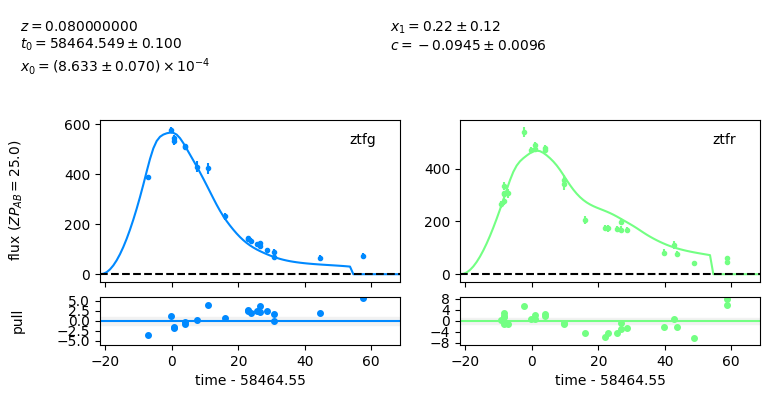 z = 0.080000000
t₀ = 58464.549 ± 0.100
x₀ = (8.633 ± 0.070) × 10⁻⁴
x₁ = 0.22 ± 0.12
c = −0.0945 ± 0.0096
flux (ZP_AB = 25.0)
600
400
200
0
ztfg
400
200
0
ztfr
pull
5.0
2.5
0.0
−2.5
−5.0
8
4
0
−4
−8
−20 0 20 40 60
time - 58464.55
−20 0 20 40 60
time - 58464.55